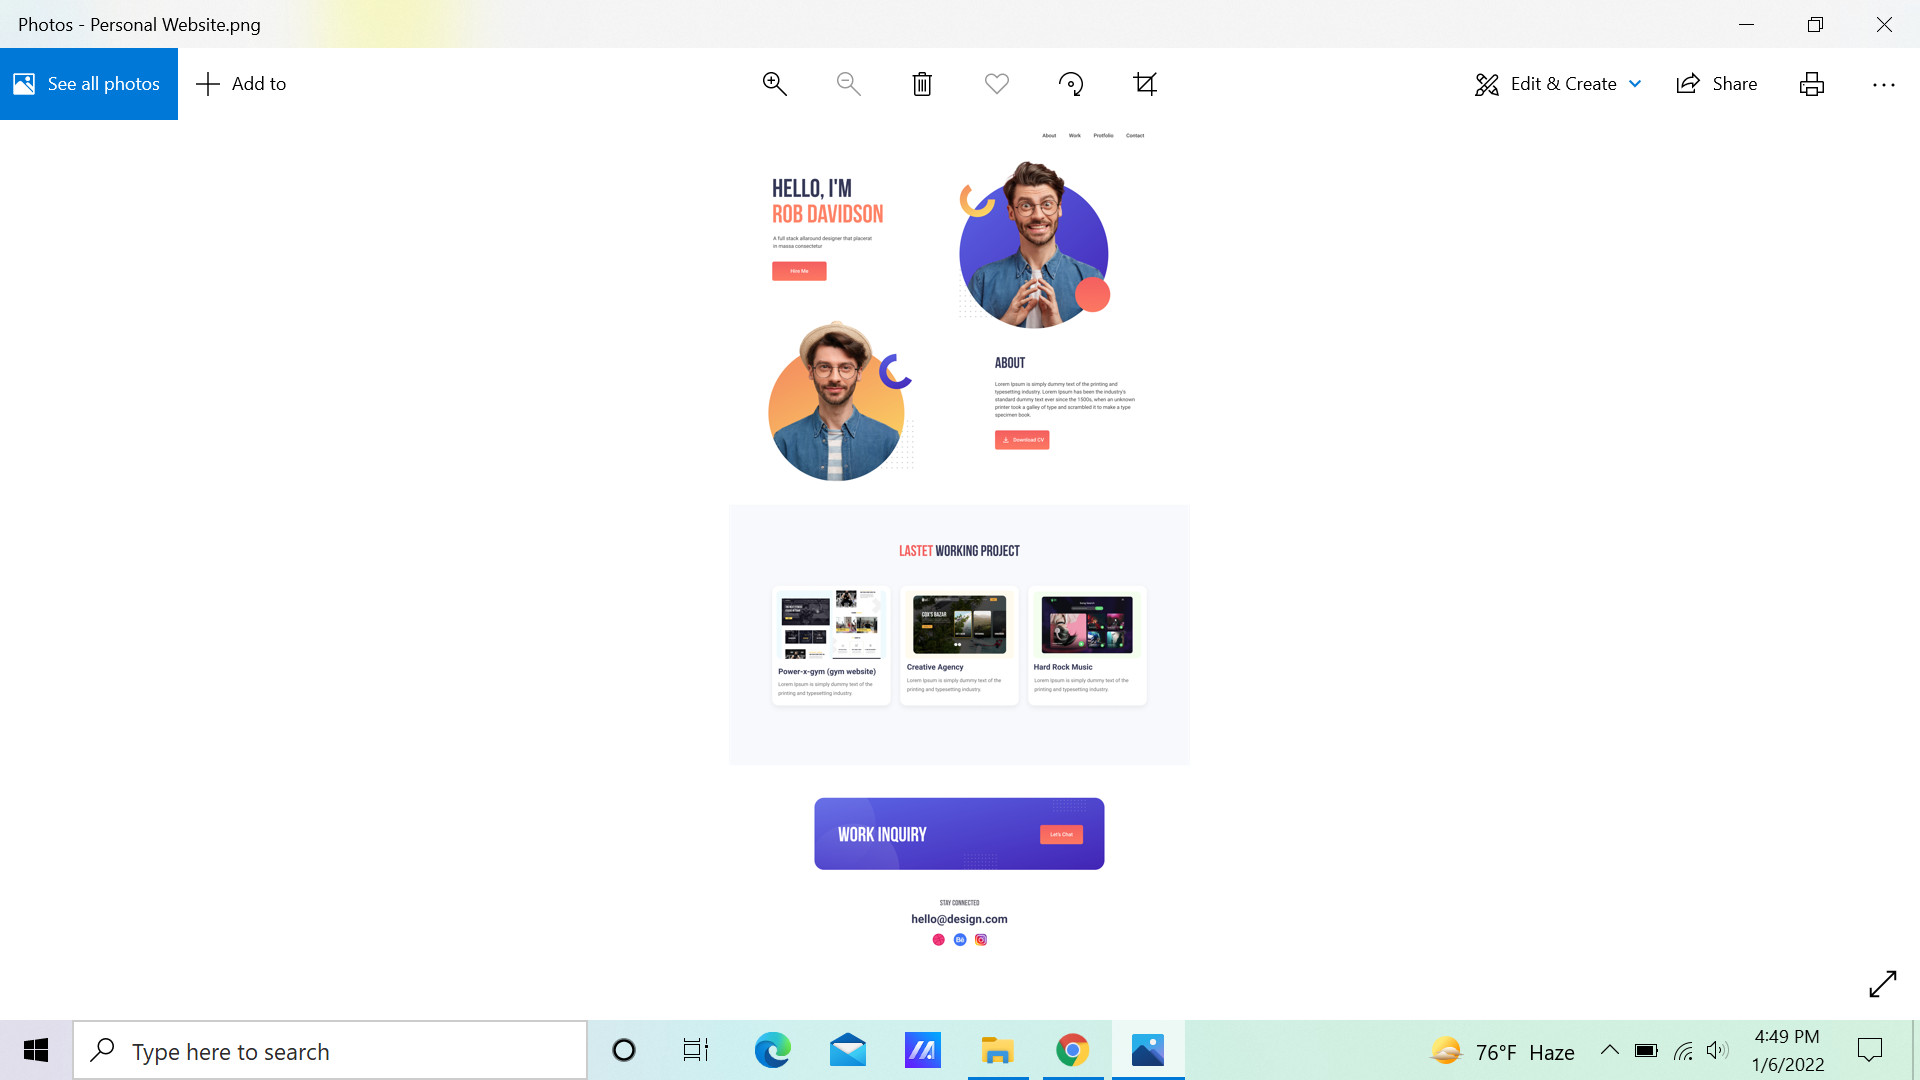 Photos - Personal Website.png
See all photos
Add to
Edit & Create
Share
About Work Protfolio Contact
HELLO, I'M
ROB DAVIDSON
A full stack allaround designer that placerat
in massa consectetur
Hire Me
ABOUT
Lorem Ipsum is simply dummy text of the printing and
typesetting industry. Lorem Ipsum has been the industry's
standard dummy text ever since the 1500s, when an unknown
printer took a galley of type and scrambled it to make a type
specimen book.
Download CV
LASTET WORKING PROJECT
COX'S BAZAR
Power-x-gym (gym website)
Lorem Ipsum is simply dummy text of the
printing and typesetting industry.
Creative Agency
Lorem Ipsum is simply dummy text of the
printing and typesetting industry.
Hard Rock Music
Lorem Ipsum is simply dummy text of the
printing and typesetting industry.
WORK INQUIRY
Let's Chat
STAY CONNECTED
hello@design.com
Bē
Type here to search
76°F Haze
4:49 PM
1/6/2022